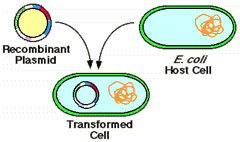 Recombinant
Plasmid
E. coli
Host Cell
Transformed
Cell